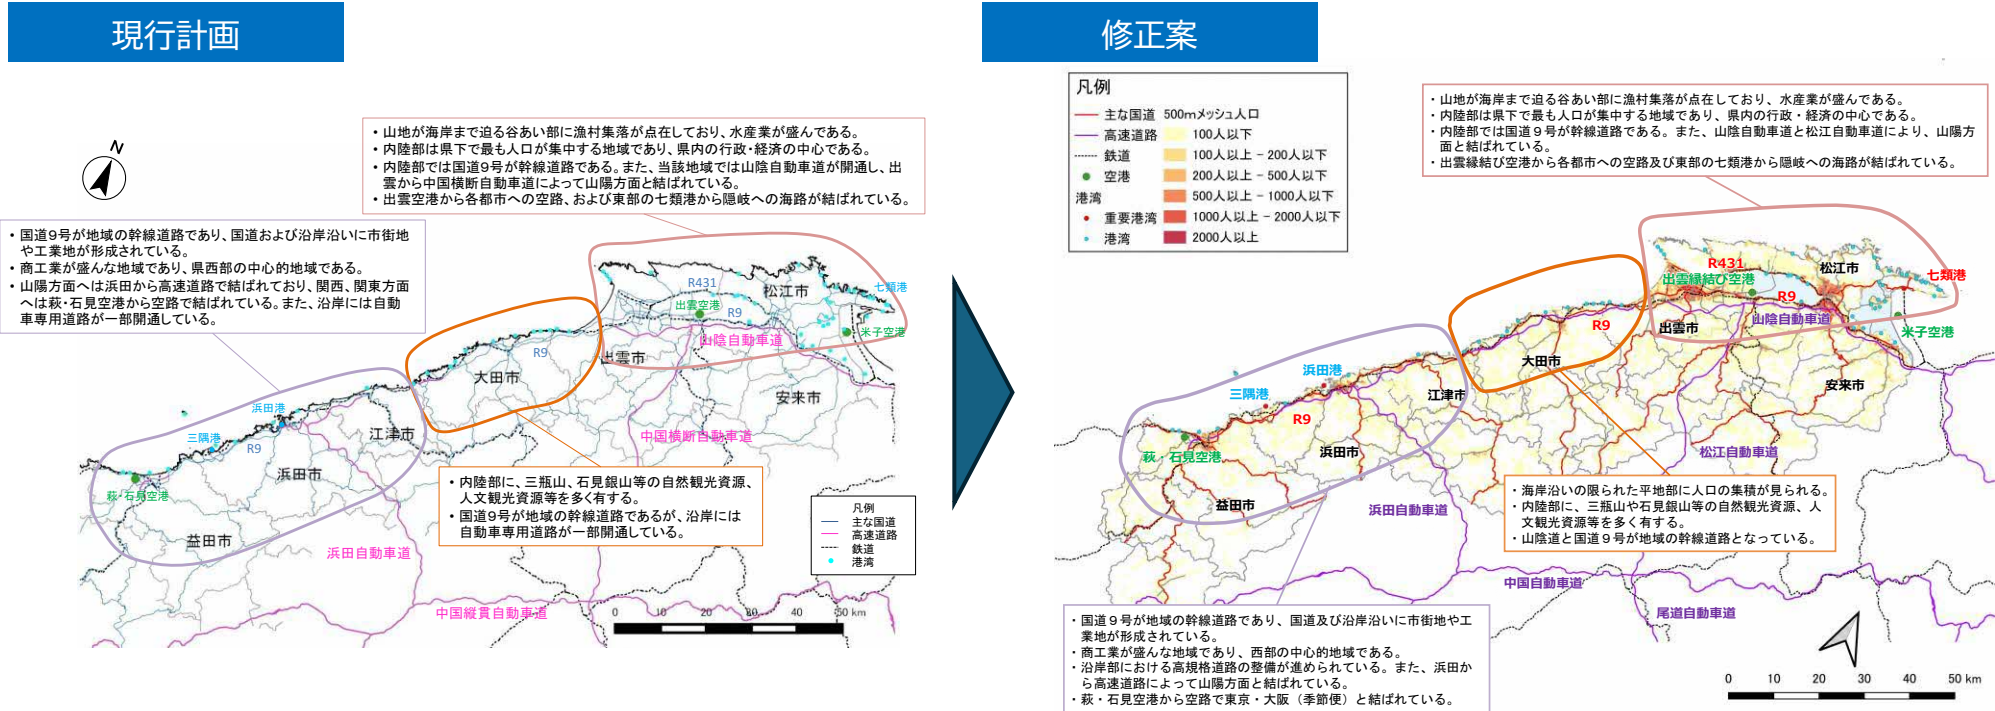 現行計画
・山地が海岸まで迫る谷あい部に漁村集落が点在しており、水産業が盛んである。
・内陸部は県下で最も人口が集中する地域であり、県内の行政・経済の中心である。
・内陸部では国道9号が幹線道路である。また、当該地域では山陰自動車道が開通し、出
雲から中国横断自動車道によって山陽方面と結ばれている。
・出雲空港から各都市への空路、および東部の七類港から隠岐への海路が結ばれている。
N
・国道9号が地域の幹線道路であり、国道および沿岸沿いに市街地
や工業地が形成されている。
・商工業が盛んな地域であり、県西部の中心的地域である。
・山陽方面へは浜田から高速道路で結ばれており、関西、関東方面
へは萩・石見空港から空路で結ばれている。また、沿岸には自動
車専用道路が一部開通している。
R431
松江市
七類港
出雲空港
R9
米子空港
山陰自動車道
出雲市
R9
大田市
安来市
浜田港
江津市
中国横断自動車道
三隅港
R9
浜田市
萩・石見空港
益田市
浜田自動車道
中国縦貫自動車道
・内陸部に、三瓶山、石見銀山等の自然観光資源、
人文観光資源等を多く有する。
・国道9号が地域の幹線道路であるが、沿岸には
自動車専用道路が一部開通している。
凡例
主な国道
高速道路
鉄道
港湾
0 10 20 30 40 50 km
修正案
凡例
主な国道 500mメッシュ人口
高速道路 100人以下
鉄道 100人以上 - 200人以下
空港 200人以上 - 500人以下
港湾 500人以上 - 1000人以下
重要港湾 1000人以上 - 2000人以下
港湾 2000人以上
・山地が海岸まで迫る谷あい部に漁村集落が点在しており、水産業が盛んである。
・内陸部は県下で最も人口が集中する地域であり、県内の行政・経済の中心である。
・内陸部では国道９号が幹線道路である。また、山陰自動車道と松江自動車道により、山陽方
面と結ばれている。
・出雲縁結び空港から各都市への空路及び東部の七類港から隠岐への海路が結ばれている。
R431
松江市
七類港
出雲縁結び空港
R9
山陰自動車道
米子空港
出雲市
R9
大田市
安来市
浜田港
江津市
三隅港
R9
浜田市
松江自動車道
萩・石見空港
益田市
浜田自動車道
中国自動車道
尾道自動車道
・海岸沿いの限られた平地部に人口の集積が見られる。
・内陸部に、三瓶山や石見銀山等の自然観光資源、人
文観光資源等を多く有する。
・山陰道と国道９号が地域の幹線道路となっている。
・国道９号が地域の幹線道路であり、国道及び沿岸沿いに市街地や工
業地が形成されている。
・商工業が盛んな地域であり、西部の中心的地域である。
・沿岸部における高規格道路の整備が進められている。また、浜田か
ら高速道路によって山陽方面と結ばれている。
・萩・石見空港から空路で東京・大阪（季節便）と結ばれている。
0 10 20 30 40 50 km